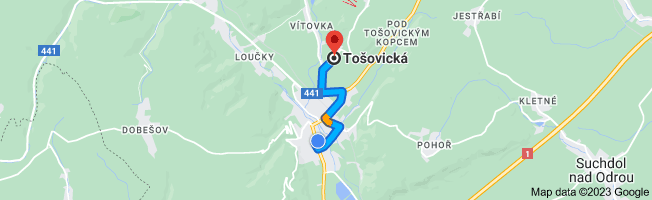 VÍTOVKA
POD
TOŠOVICKÝM
KOPCEM
JESTŘABÍ
441
LOUČKY
Tošovická
441
KLETNÉ
DOBEŠOV
POHOŘ
1
Suchdol
nad Odrou
Map data ©2023 Google